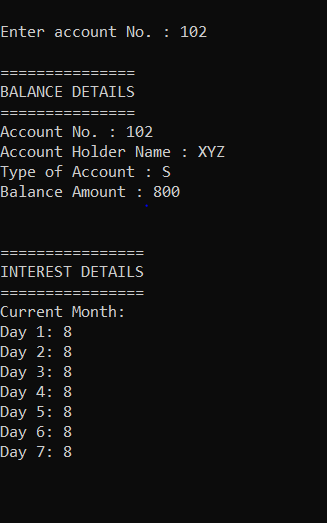 Enter account No. : 102
===============
BALANCE DETAILS
===============
Account No. : 102
Account Holder Name : XYZ
Type of Account : S
Balance Amount : 800
================
INTEREST DETAILS
================
Current Month:
Day 1: 8
Day 2: 8
Day 3: 8
Day 4: 8
Day 5: 8
Day 6: 8
Day 7: 8